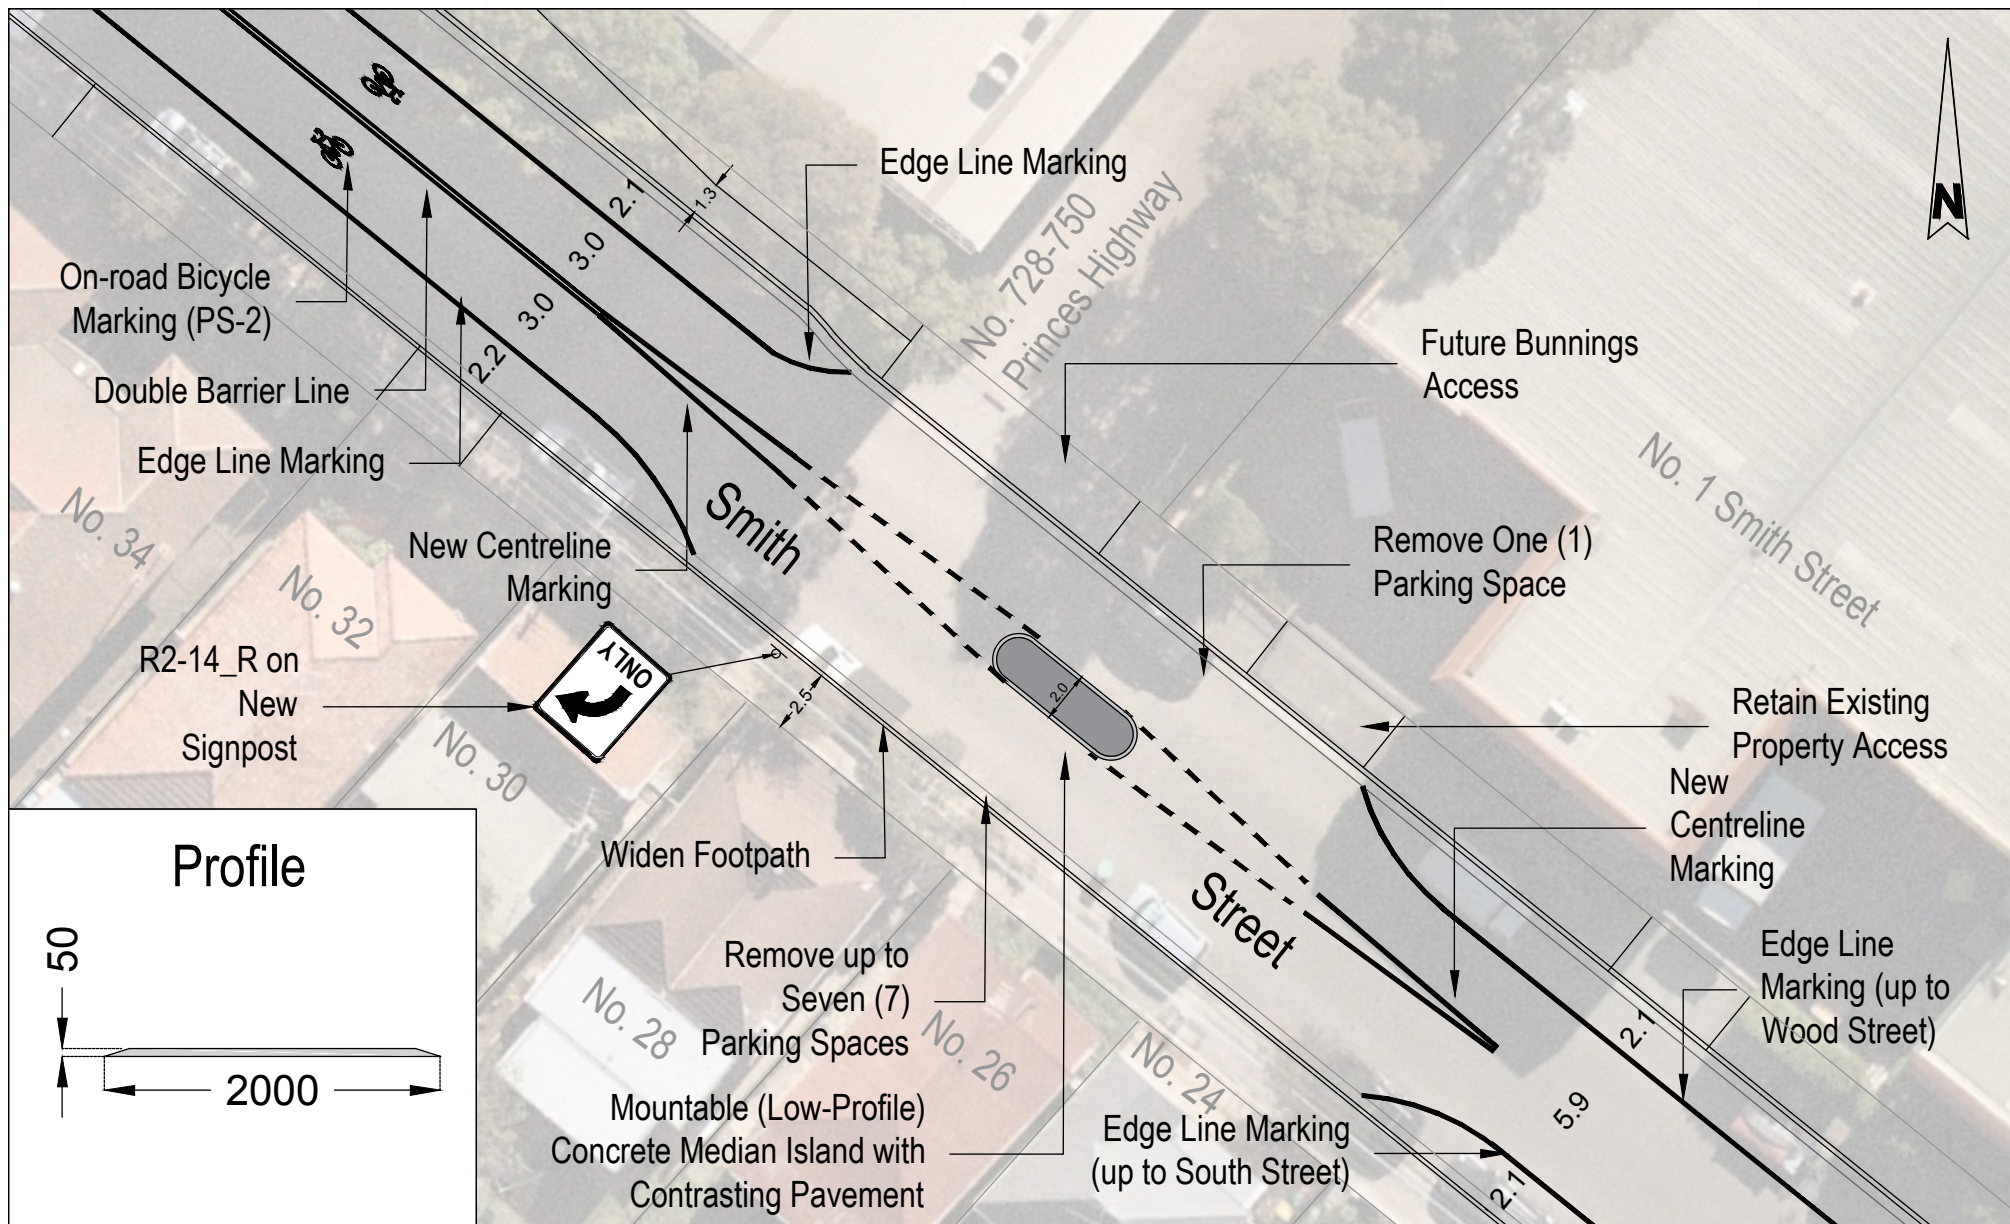 Edge Line Marking
N
2.1
1.3
3.0
3.0
2.2
No. 728-750
Princes Highway
On-road Bicycle
Marking (PS-2)
Double Barrier Line
Edge Line Marking
Future Bunnings
Access
No. 34
No. 32
New Centreline
Marking
Smith
Remove One (1)
Parking Space
No. 1 Smith Street
R2-14_R on
New
Signpost
ONLY
2.5
2.0
Retain Existing
Property Access
No. 30
New
Centreline
Marking
Widen Footpath
Profile
50
2000
Street
Remove up to
Seven (7)
Parking Spaces
No. 28
No. 26
No. 24
Edge Line
Marking (up to
Wood Street)
2.1
5.9
Mountable (Low-Profile)
Concrete Median Island with
Contrasting Pavement
Edge Line Marking
(up to South Street)
2.1